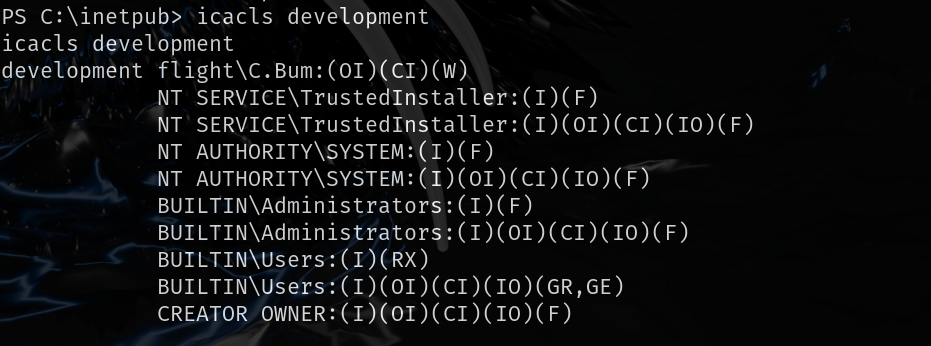 PS C:\inetpub> icacls development
icacls development
development flight\C.Bum:(OI)(CI)(W)
            NT SERVICE\TrustedInstaller:(I)(F)
            NT SERVICE\TrustedInstaller:(I)(OI)(CI)(IO)(F)
            NT AUTHORITY\SYSTEM:(I)(F)
            NT AUTHORITY\SYSTEM:(I)(OI)(CI)(IO)(F)
            BUILTIN\Administrators:(I)(F)
            BUILTIN\Administrators:(I)(OI)(CI)(IO)(F)
            BUILTIN\Users:(I)(RX)
            BUILTIN\Users:(I)(OI)(CI)(IO)(GR,GE)
            CREATOR OWNER:(I)(OI)(CI)(IO)(F)